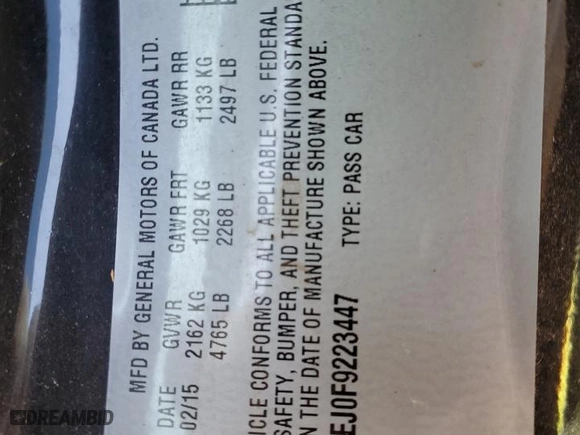 MFD BY GENERAL MOTORS OF CANADA LTD.
DATE GVWR GAWR FRT GAWR RR
02/15 2162 KG 1029 KG 1133 KG
4765 LB 2268 LB 2497 LB
ICLE CONFORMS TO ALL APPLICABLE U.S. FEDERAL
SAFETY, BUMPER, AND THEFT PREVENTION STANDA
N THE DATE OF MANUFACTURE SHOWN ABOVE.
EJ0F9223447 TYPE: PASS CAR
DREAMBID